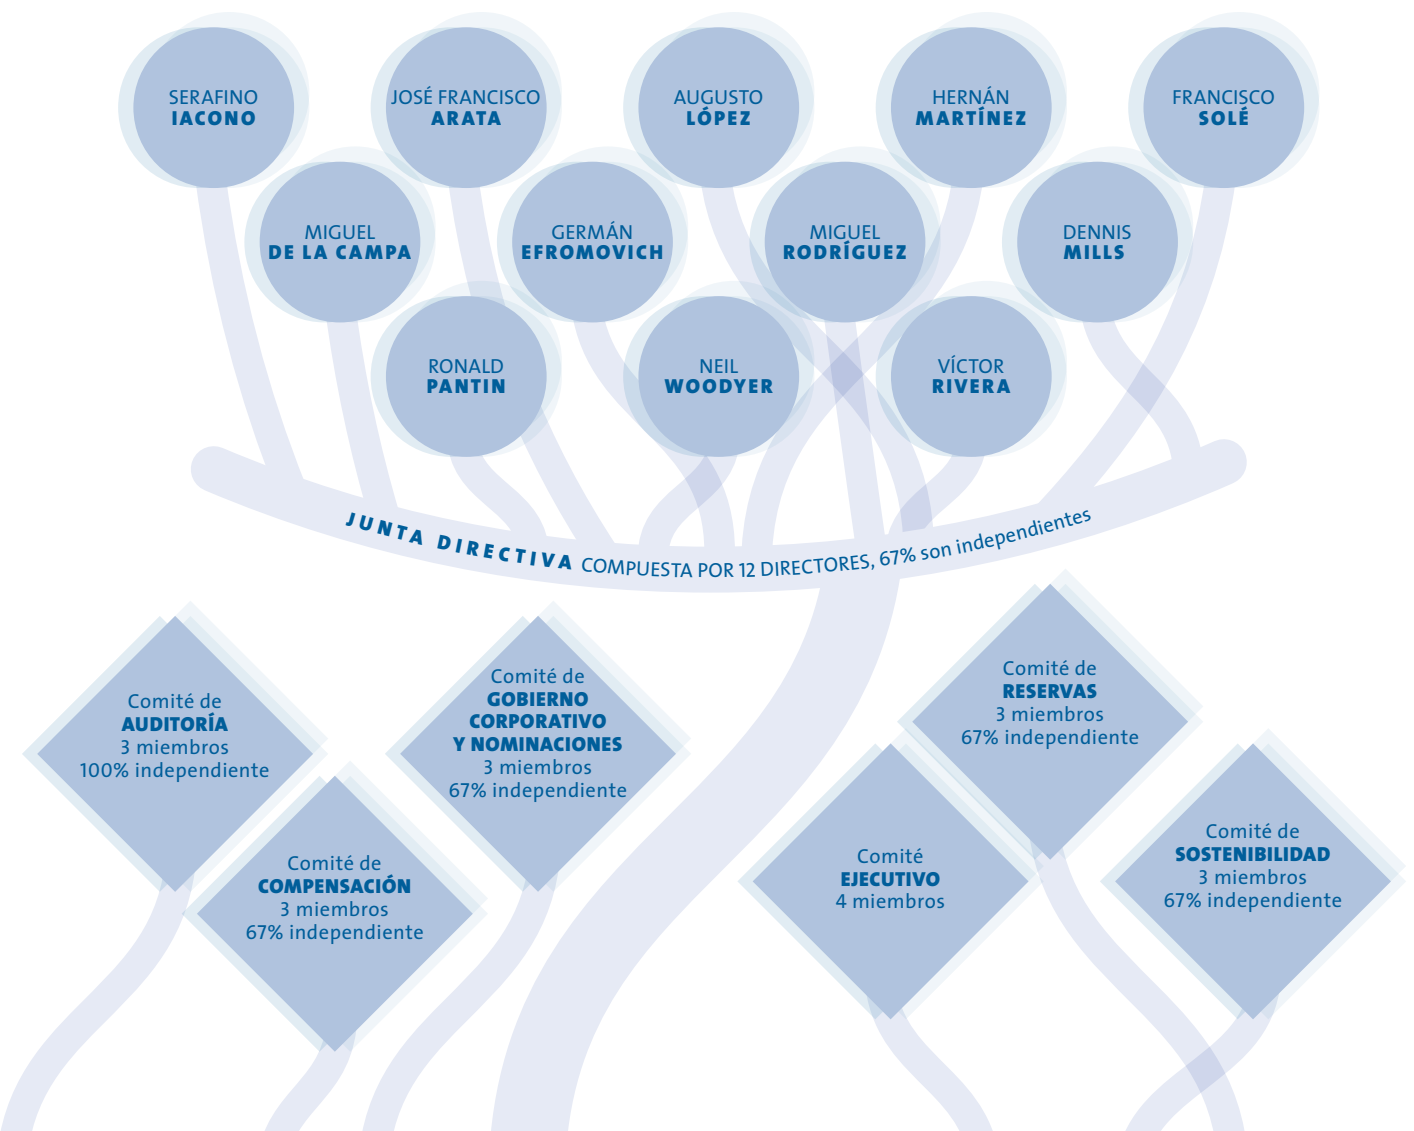 SERAFINO
IACONO
JOSÉ FRANCISCO
ARATA
AUGUSTO
LÓPEZ
HERNÁN
MARTÍNEZ
FRANCISCO
SOLÉ
MIGUEL
DE LA CAMPA
GERMÁN
EFROMOVICH
MIGUEL
RODRÍGUEZ
DENNIS
MILLS
RONALD
PANTIN
NEIL
WOODYER
VÍCTOR
RIVERA
JUNTA DIRECTIVA COMPUESTA POR 12 DIRECTORES, 67% son independientes
Comité de
AUDITORÍA
3 miembros
100% independiente
Comité de
GOBIERNO
CORPORATIVO
Y NOMINACIONES
3 miembros
67% independiente
Comité de
RESERVAS
3 miembros
67% independiente
Comité de
COMPENSACIÓN
3 miembros
67% independiente
Comité
EJECUTIVO
4 miembros
Comité de
SOSTENIBILIDAD
3 miembros
67% independiente